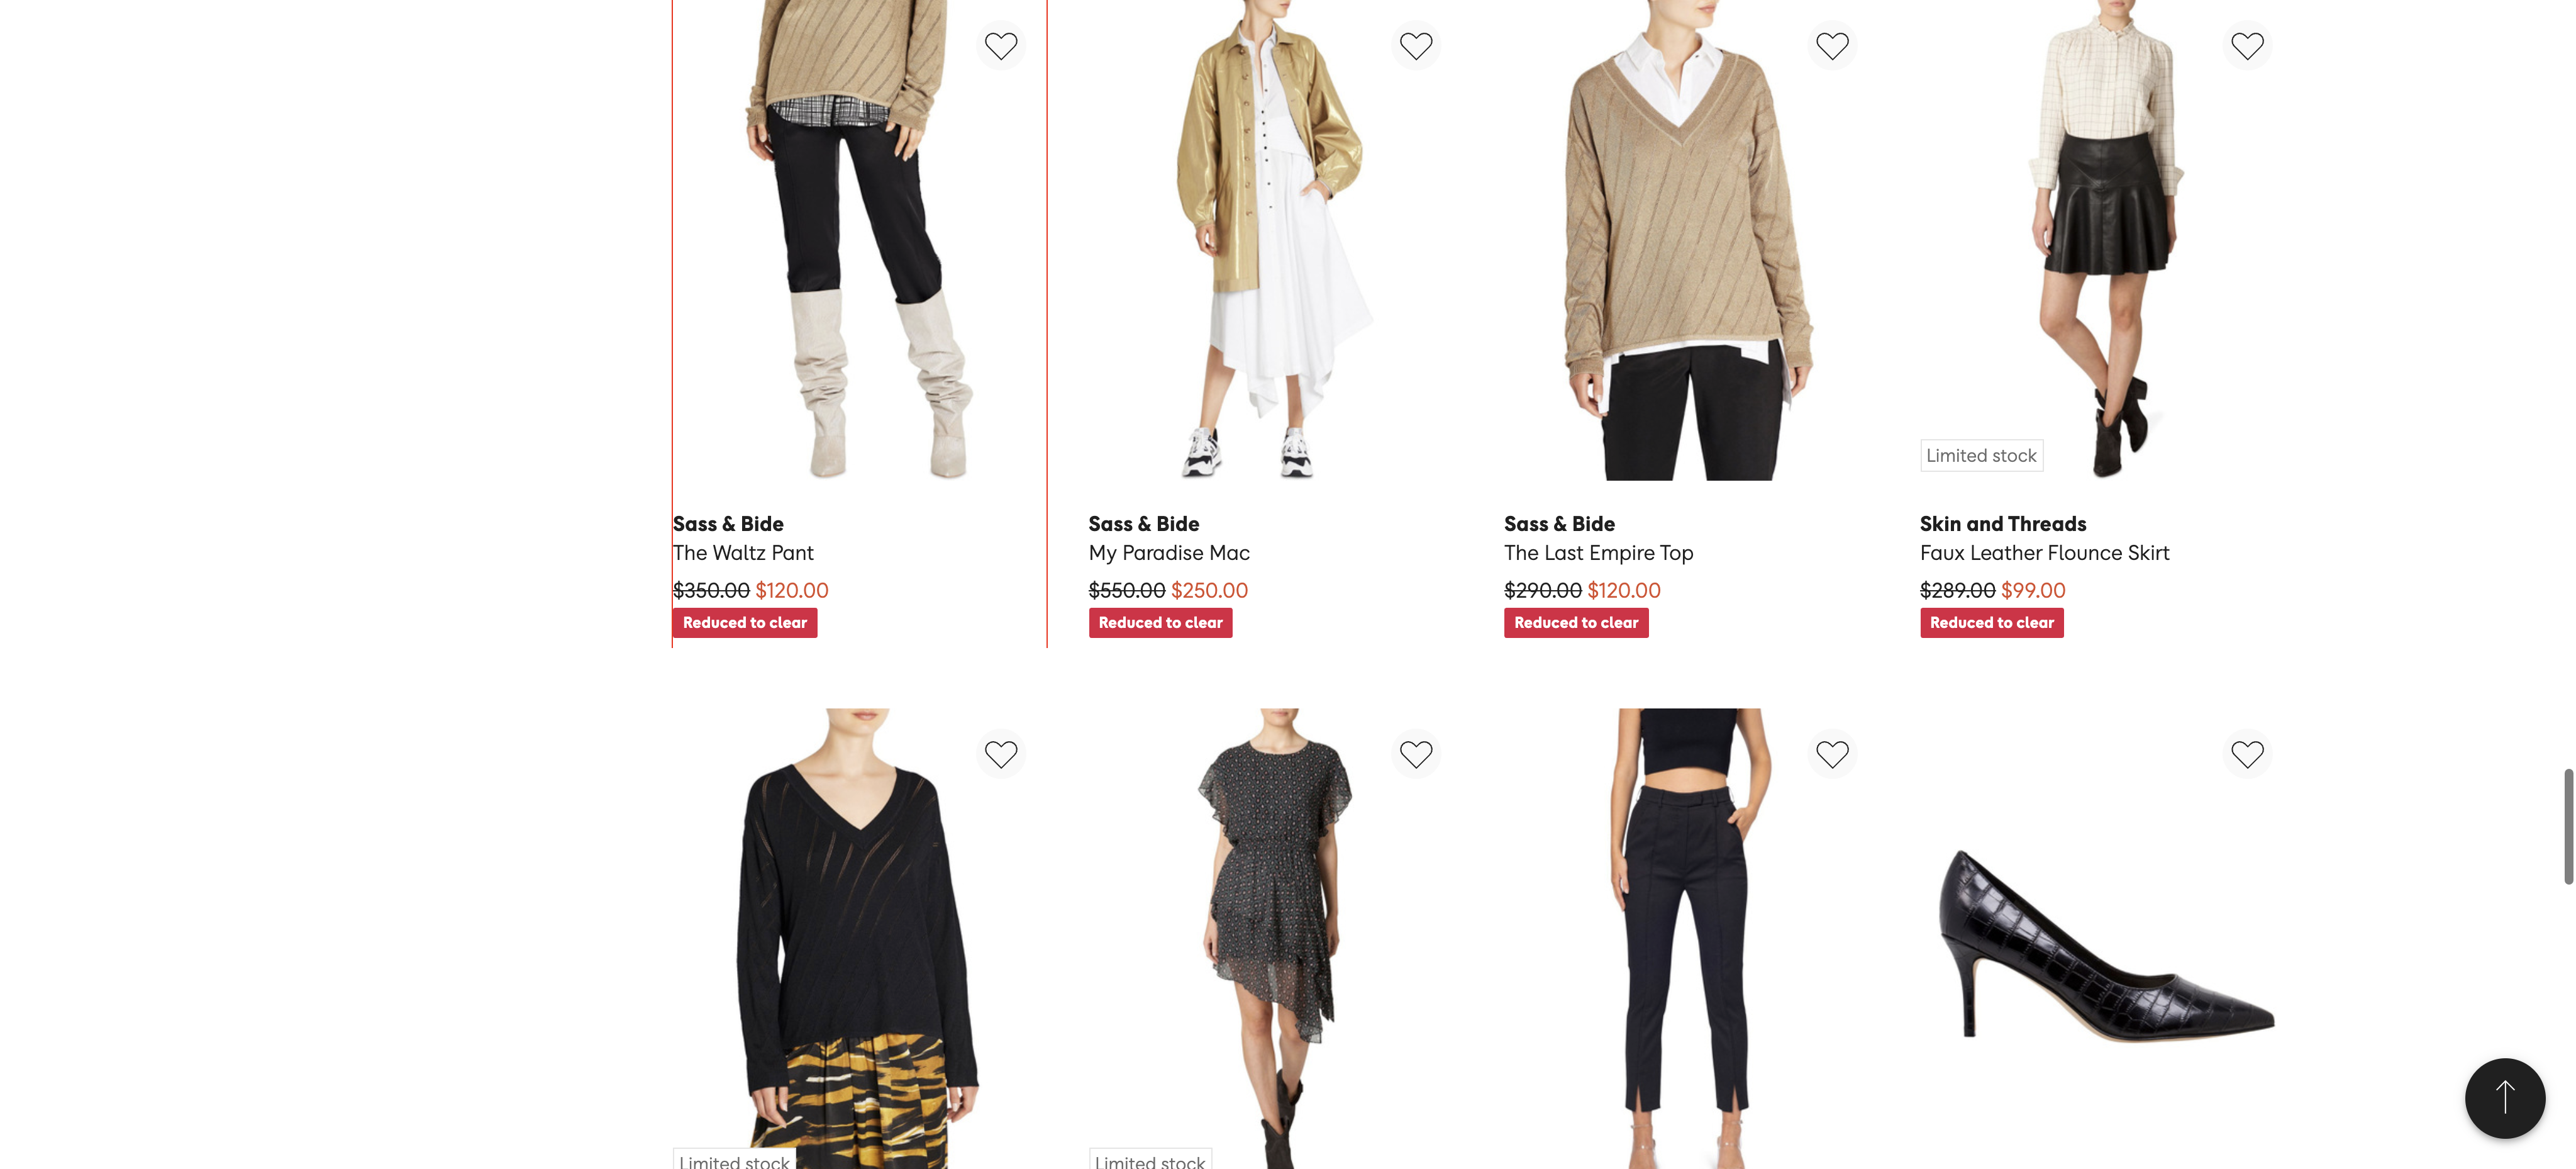 Limited stock
Sass & Bide
The Waltz Pant
$350.00 $120.00
Reduced to clear
Sass & Bide
My Paradise Mac
$550.00 $250.00
Reduced to clear
Sass & Bide
The Last Empire Top
$290.00 $120.00
Reduced to clear
Skin and Threads
Faux Leather Flounce Skirt
$289.00 $99.00
Reduced to clear
Limited stock
Limited stock